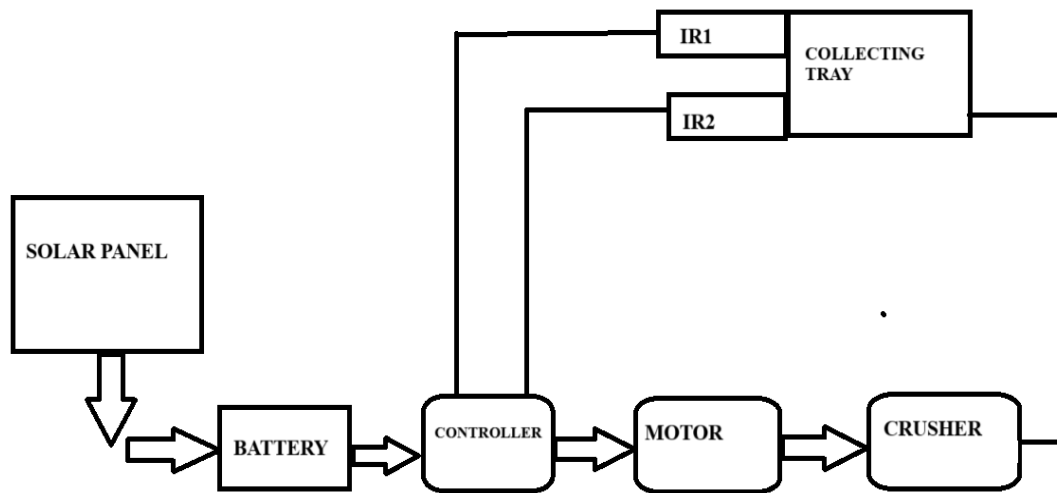 IR1
COLLECTING
TRAY
IR2
SOLAR PANEL
BATTERY
CONTROLLER
MOTOR
CRUSHER